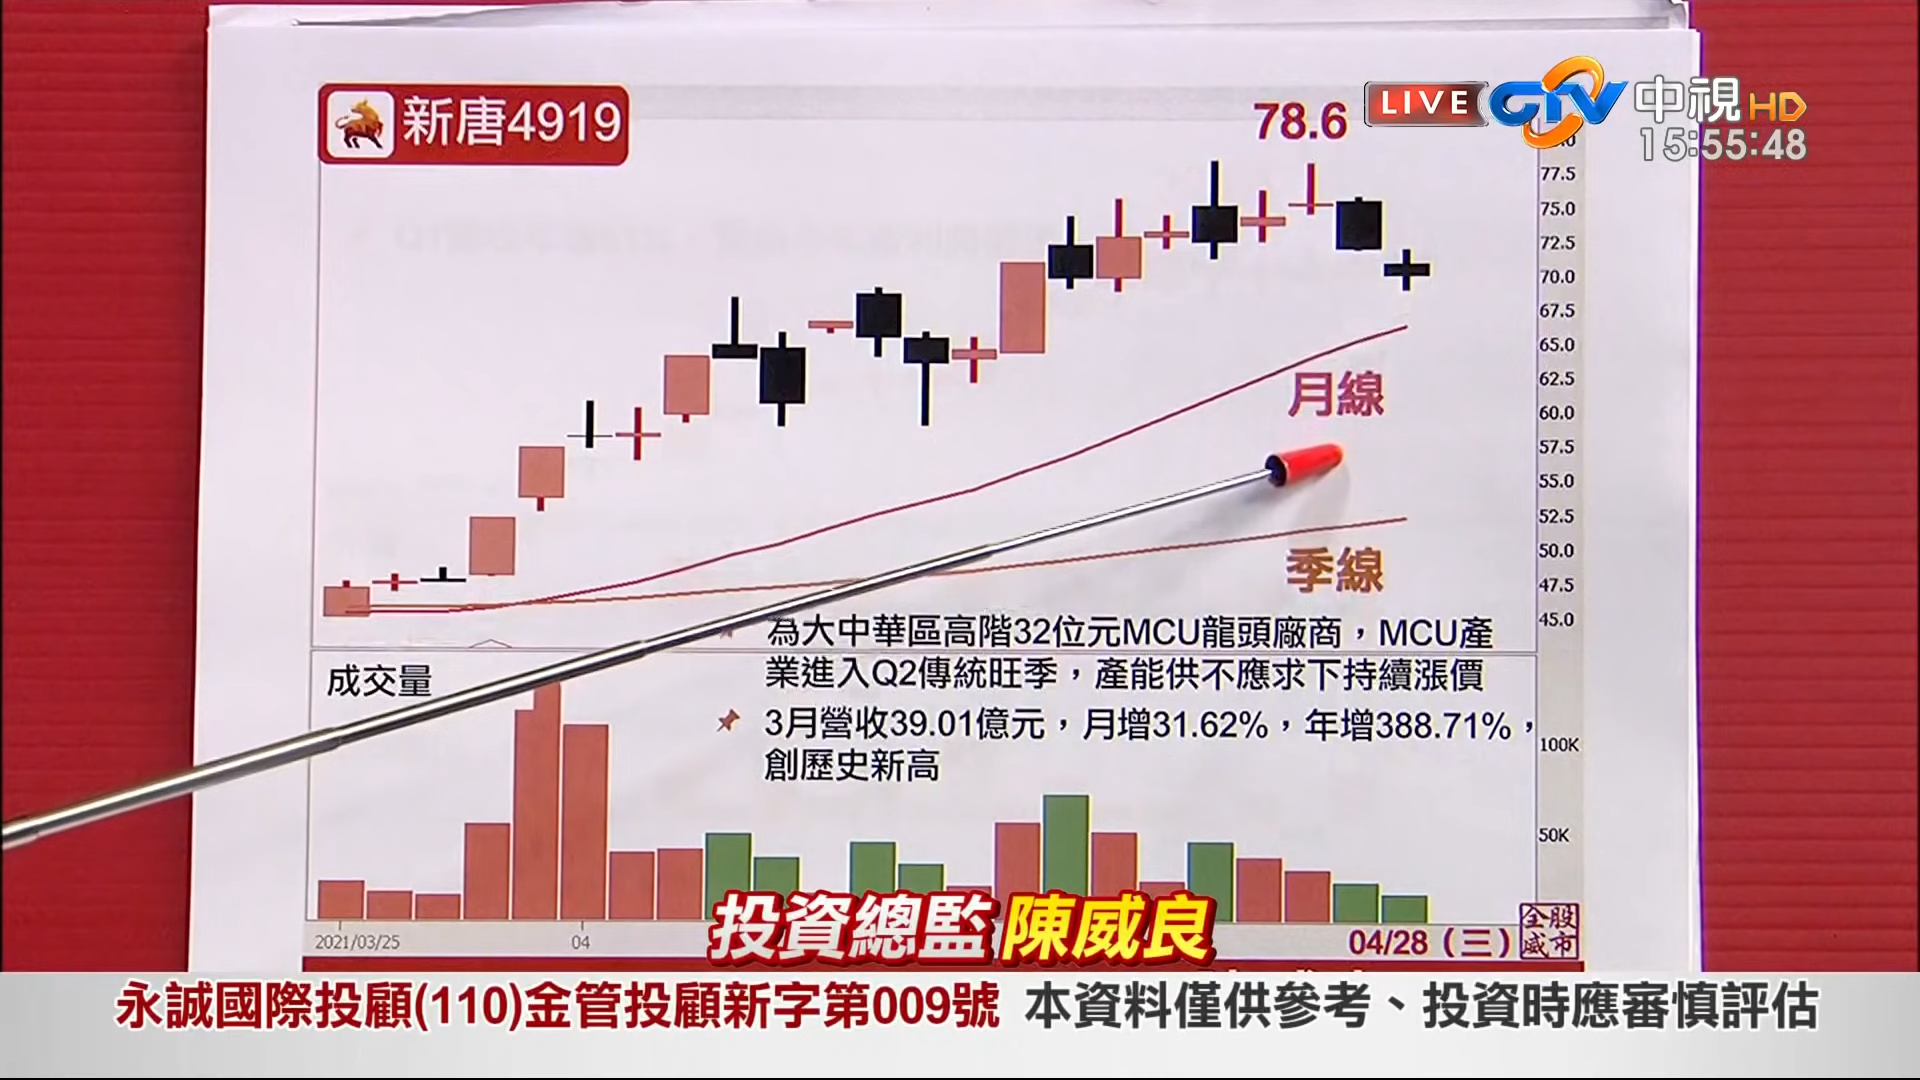 新唐4919
78.6
LIVE
CTV 中視HD
15:55:48
77.5
75.0
72.5
70.0
67.5
65.0
62.5
60.0
57.5
55.0
52.5
50.0
47.5
45.0
月線
季線
為大中華區高階32位元MCU龍頭廠商，MCU產
業進入Q2傳統旺季，產能供不應求下持續漲價
3月營收39.01億元，月增31.62%，年增388.71%，
創歷史新高
成交量
100K
50K
2021/03/25
04
04/28（三）
全股
威市
投資總監 陳威良
永誠國際投顧(110)金管投顧新字第009號 本資料僅供參考、投資時應審慎評估